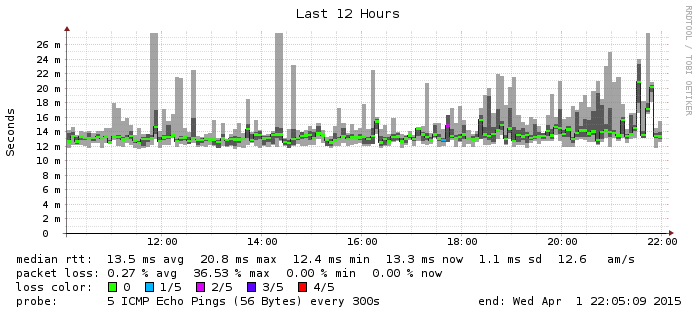 Last 12 Hours
RRDTOOL / TOBI OETIKER
Seconds
26 m
24 m
22 m
20 m
18 m
16 m
14 m
12 m
10 m
8 m
6 m
4 m
2 m
0
12:00 14:00 16:00 18:00 20:00 22:00
median rtt: 13.5 ms avg 20.8 ms max 12.4 ms min 13.3 ms now 1.1 ms sd 12.6 am/s
packet loss: 0.27 % avg 36.53 % max 0.00 % min 0.00 % now
loss color: 0 1/5 2/5 3/5 4/5
probe: 5 ICMP Echo Pings (56 Bytes) every 300s end: Wed Apr 1 22:05:09 2015